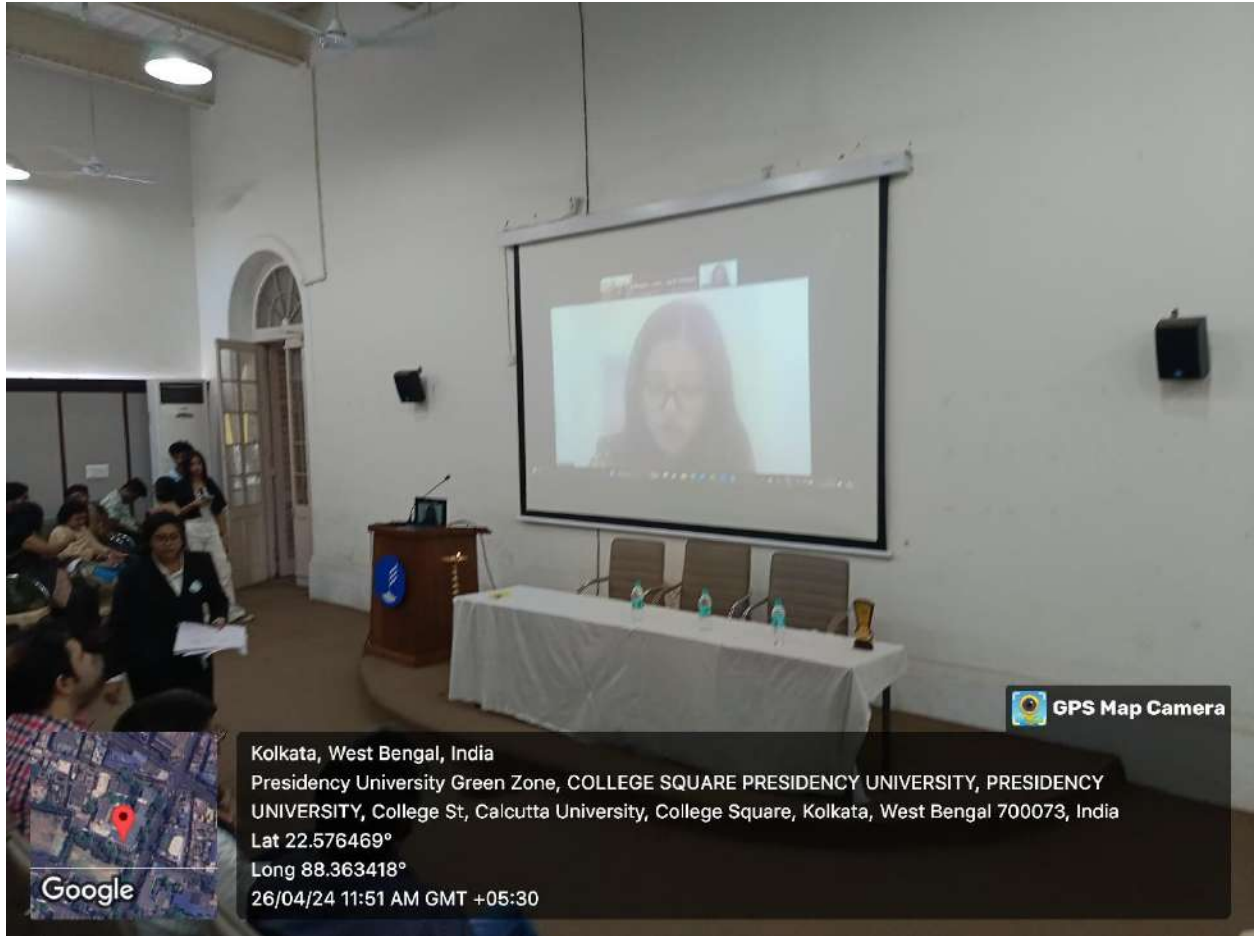 GPS Map Camera
Kolkata, West Bengal, India
Presidency University Green Zone, COLLEGE SQUARE PRESIDENCY UNIVERSITY, PRESIDENCY
UNIVERSITY, College St, Calcutta University, College Square, Kolkata, West Bengal 700073, India
Lat 22.576469°
Long 88.363418°
26/04/24 11:51 AM GMT +05:30
Google